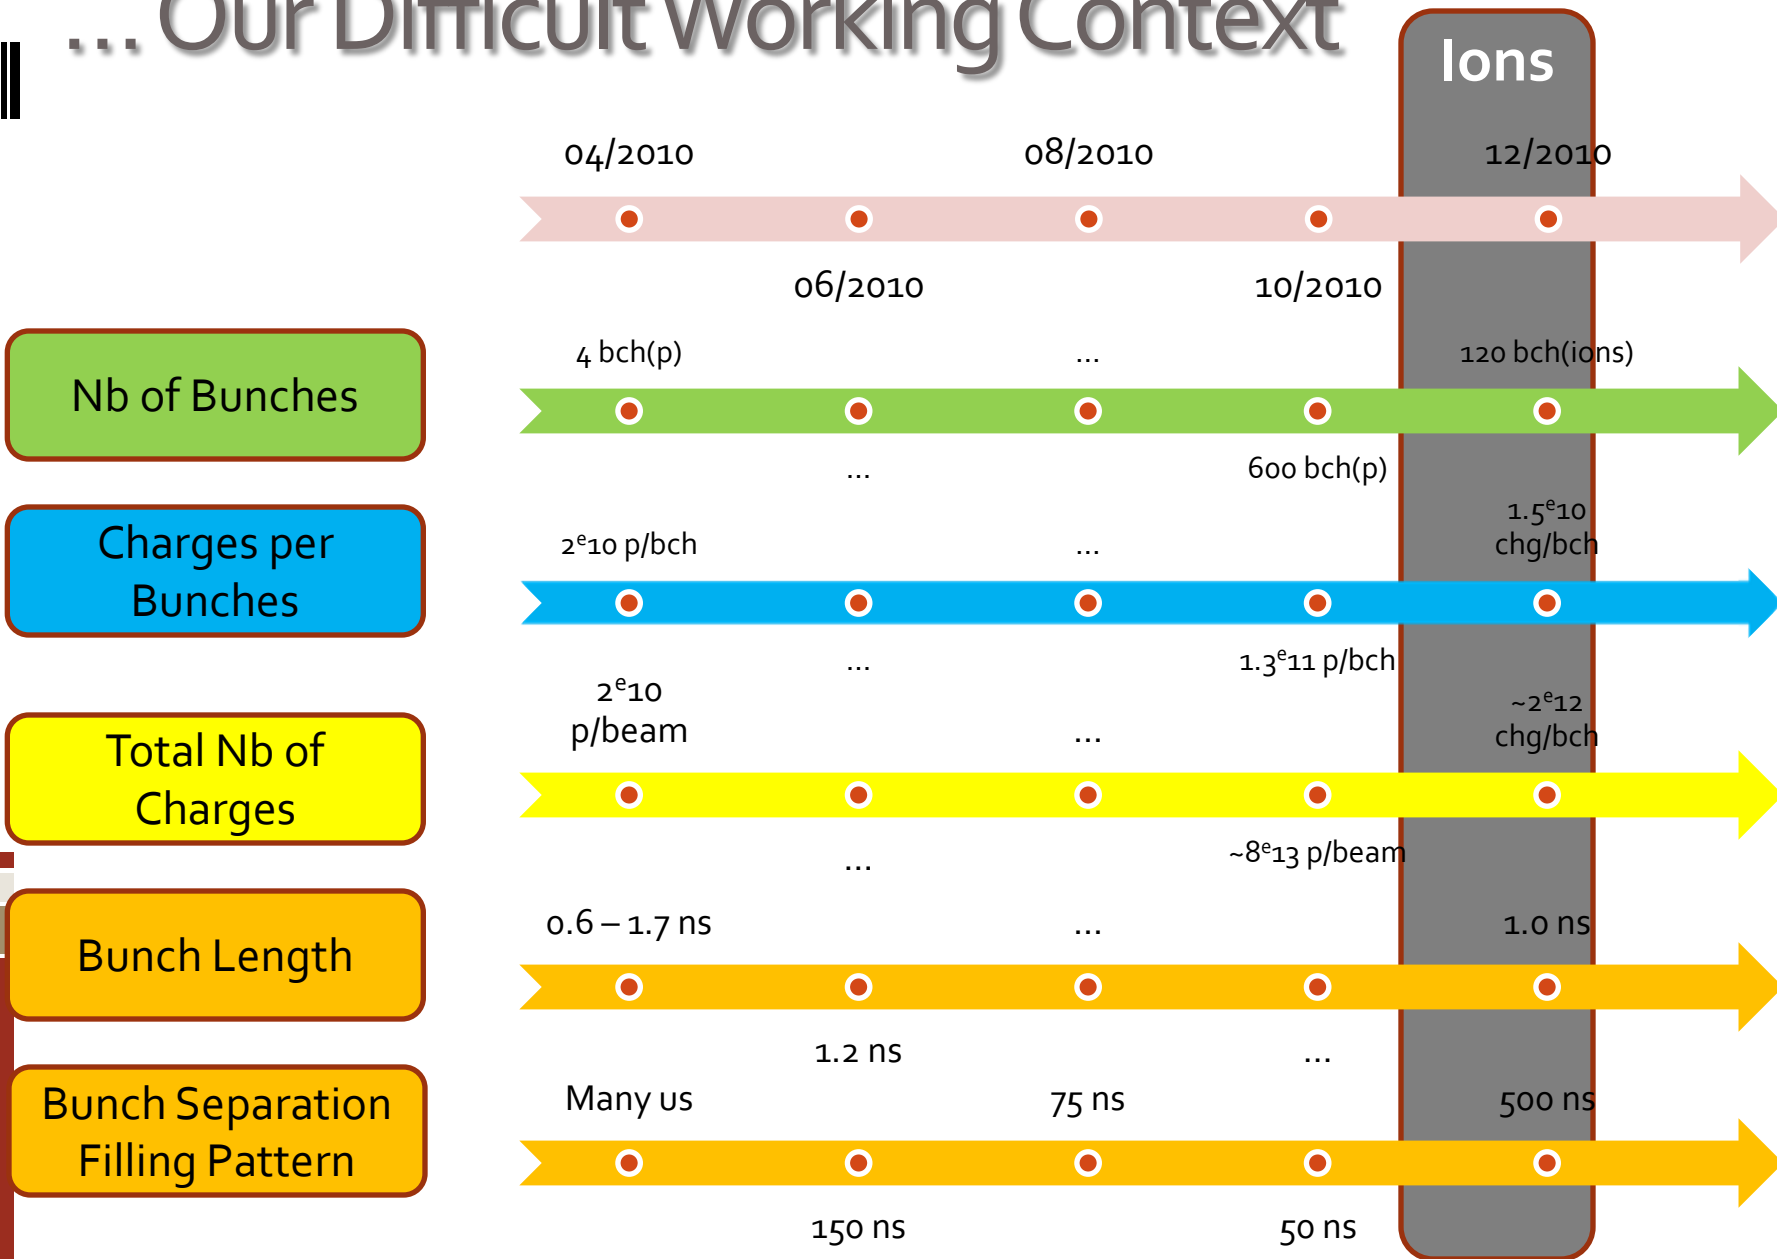 ... Our Difficult Working Context
Ions
04/2010
08/2010
12/2010
06/2010
10/2010
Nb of Bunches
4 bch(p)
...
120 bch(ions)
...
600 bch(p)
Charges per
Bunches
2e10 p/bch
...
1.5e10
chg/bch
...
1.3e11 p/bch
Total Nb of
Charges
2e10
p/beam
...
~2e12
chg/bch
...
~8e13 p/beam
Bunch Length
0.6 – 1.7 ns
...
1.0 ns
1.2 ns
...
Bunch Separation
Filling Pattern
Many us
75 ns
500 ns
150 ns
50 ns